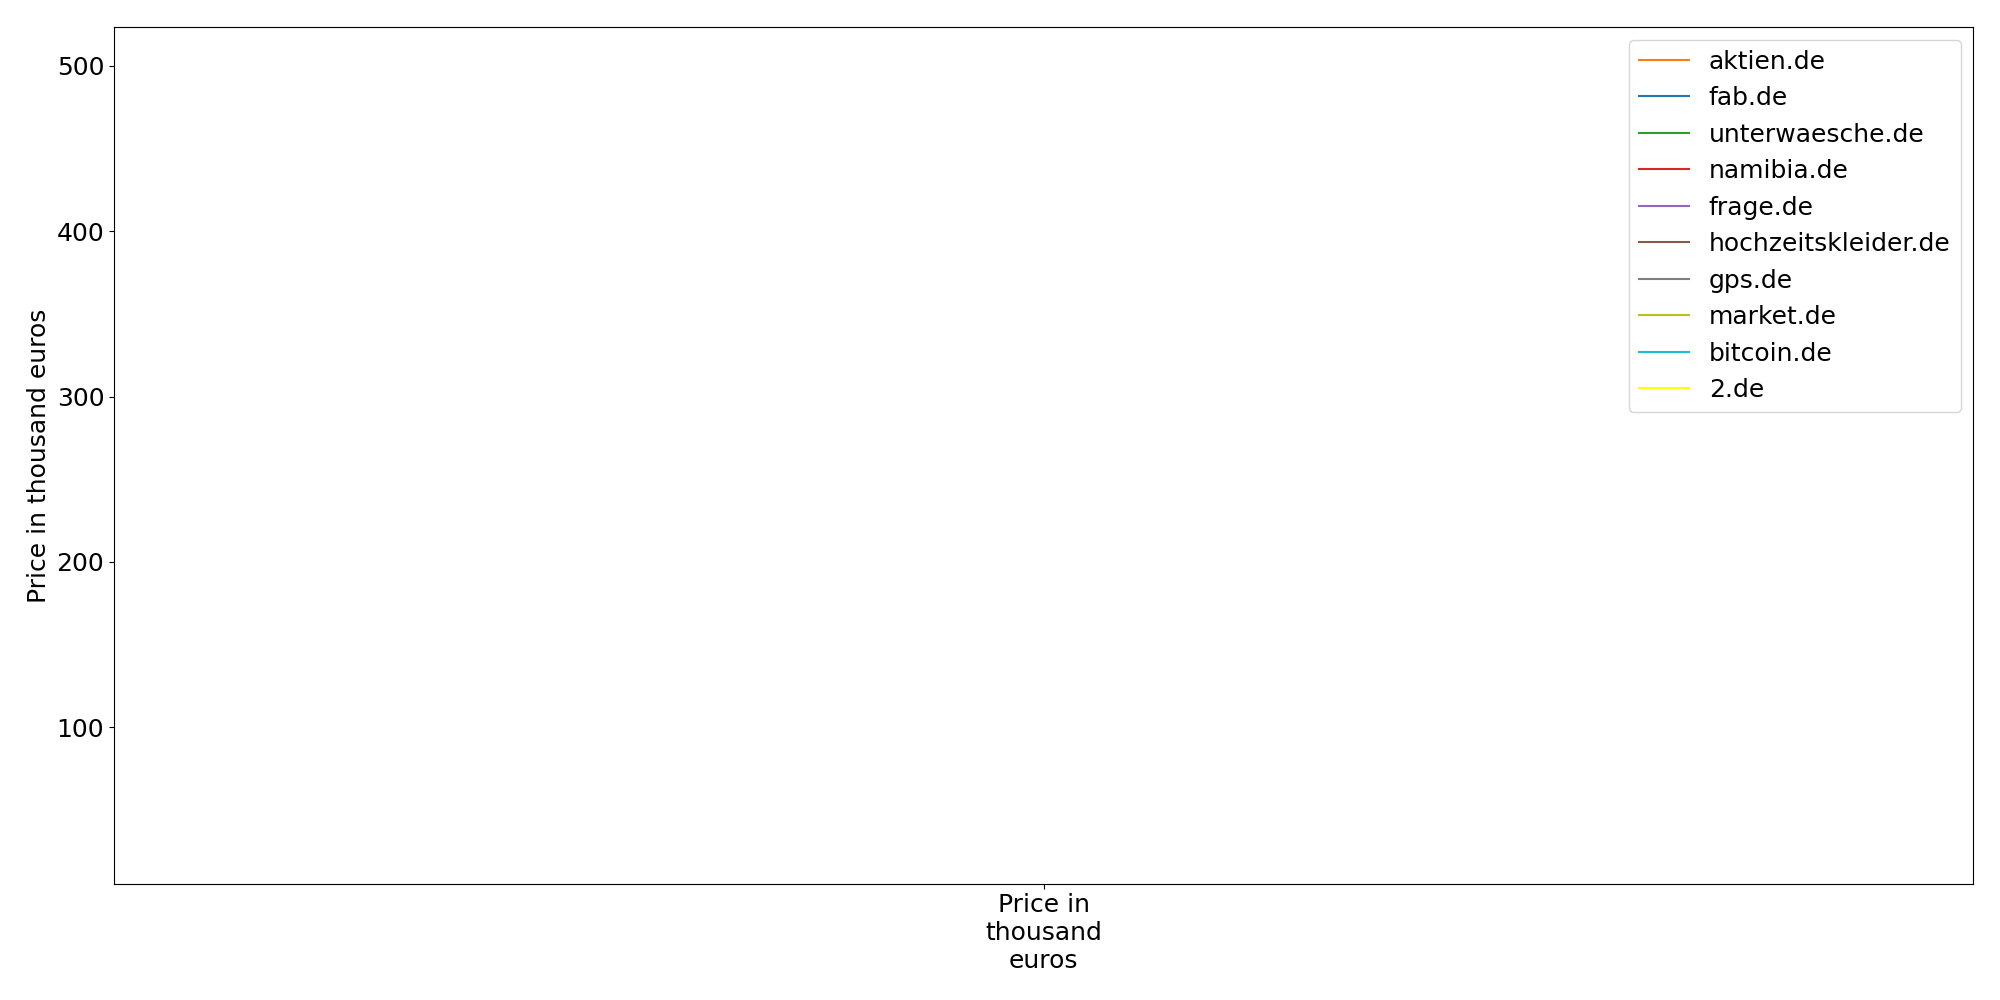 500
400
300
200
100
Price in thousand euros
Price in
thousand
euros
aktien.de
fab.de
unterwaesche.de
namibia.de
frage.de
hochzeitskleider.de
gps.de
market.de
bitcoin.de
2.de